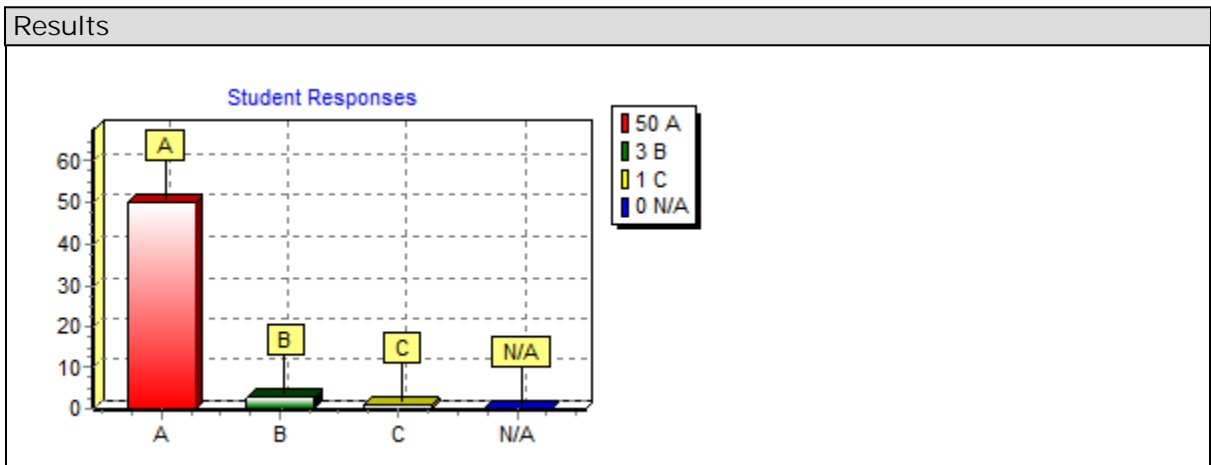 Results
Student Responses
50 A
3 B
1 C
0 N/A
60
50
40
30
20
10
0
A
B
C
N/A
A
B
C
N/A